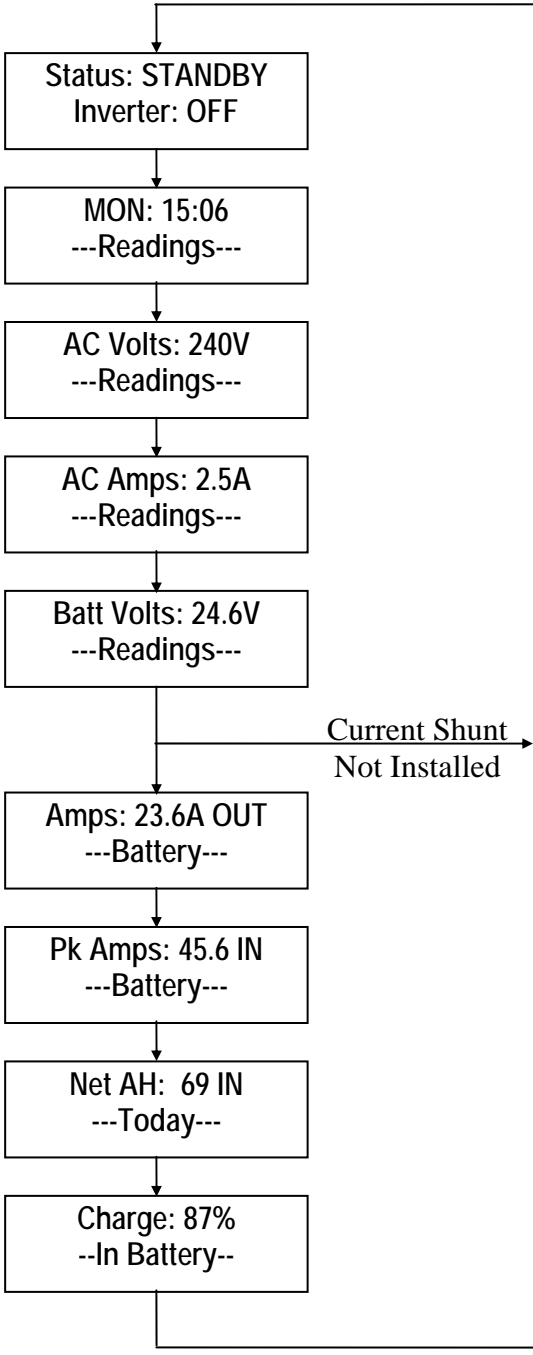 Status: STANDBY
Inverter: OFF
MON: 15:06
---Readings---
AC Volts: 240V
---Readings---
AC Amps: 2.5A
---Readings---
Batt Volts: 24.6V
---Readings---
Current Shunt
Not Installed
Amps: 23.6A OUT
---Battery---
Pk Amps: 45.6 IN
---Battery---
Net AH:  69 IN
---Today---
Charge: 87%
--In Battery--